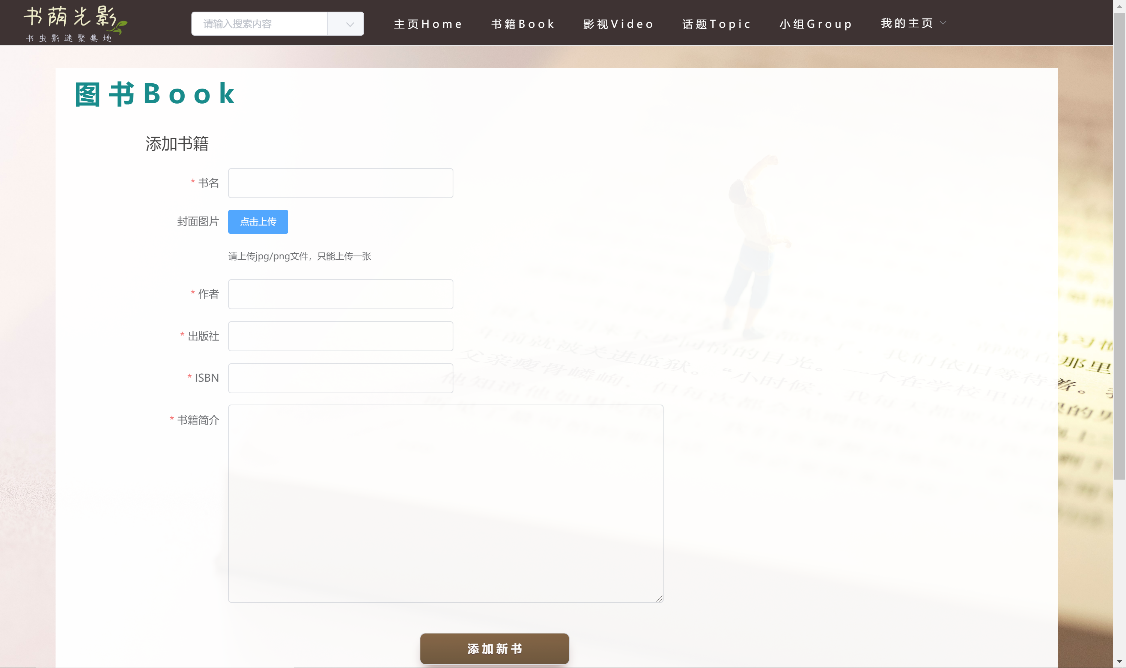 书荫光影
书虫影迷聚集地
请输入搜索内容
主页Home 书籍Book 影视Video 话题Topic 小组Group 我的主页
图书Book
添加书籍
* 书名
封面图片 点击上传
请上传jpg/png文件，只能上传一张
* 作者
* 出版社
* ISBN
* 书籍简介
添加新书